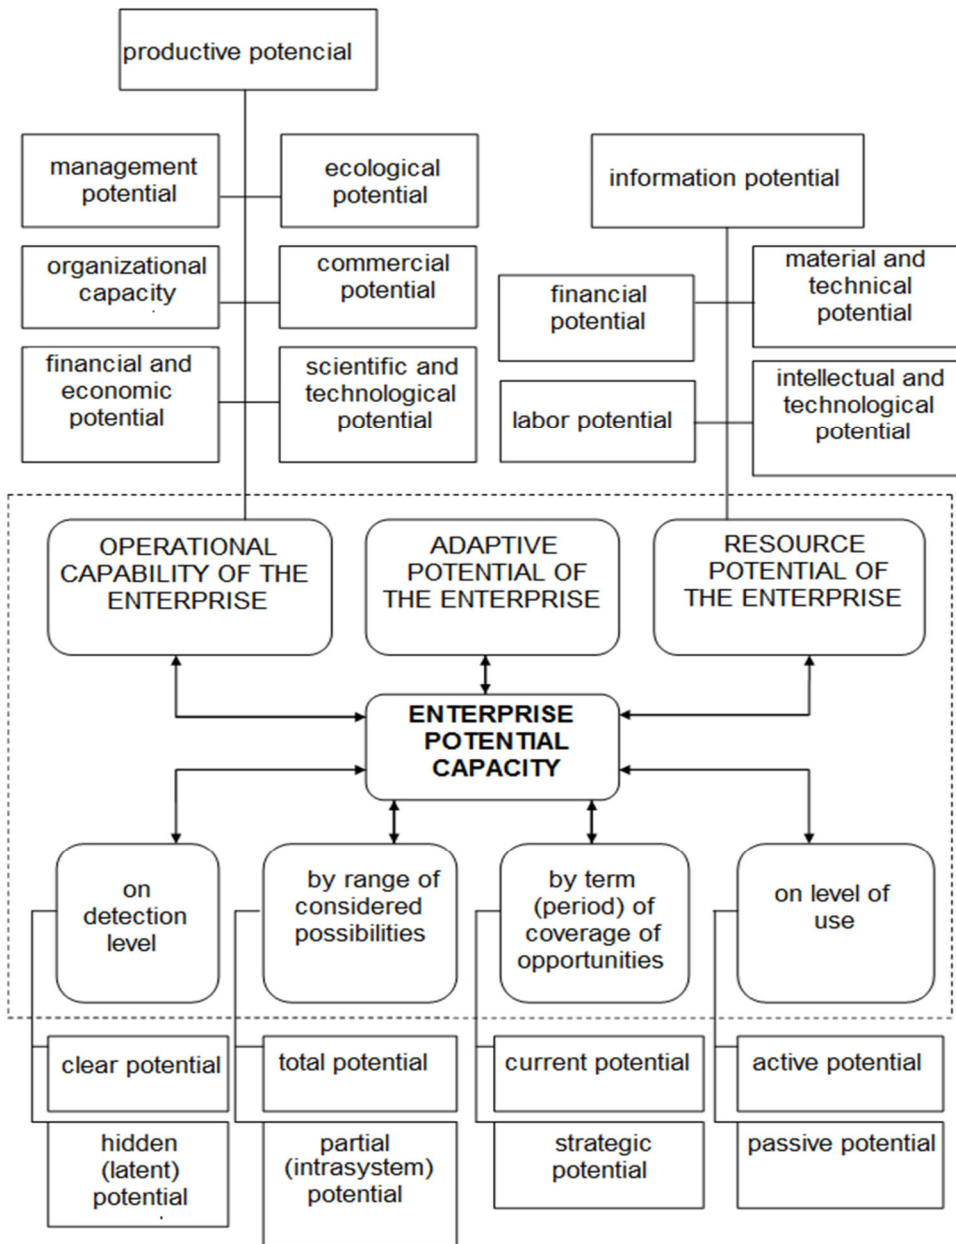 productive potencial
management
potential
ecological
potential
information potential
organizational
capacity
.
commercial
potential
financial
potential
material and
technical
potential
financial and
economic
potential
scientific and
technological
potential
labor potential
intellectual and
technological
potential
OPERATIONAL
CAPABILITY OF THE
ENTERPRISE
ADAPTIVE
POTENTIAL OF
THE ENTERPRISE
RESOURCE
POTENTIAL OF
THE ENTERPRISE
ENTERPRISE
POTENTIAL
CAPACITY
on
detection
level
by range of
considered
possibilities
by term
(period) of
coverage of
opportunities
on level of
use
clear potential
total potential
current potential
active potential
hidden
(latent)
potential
.
partial
(intrasystem)
potential
strategic
potential
passive potential